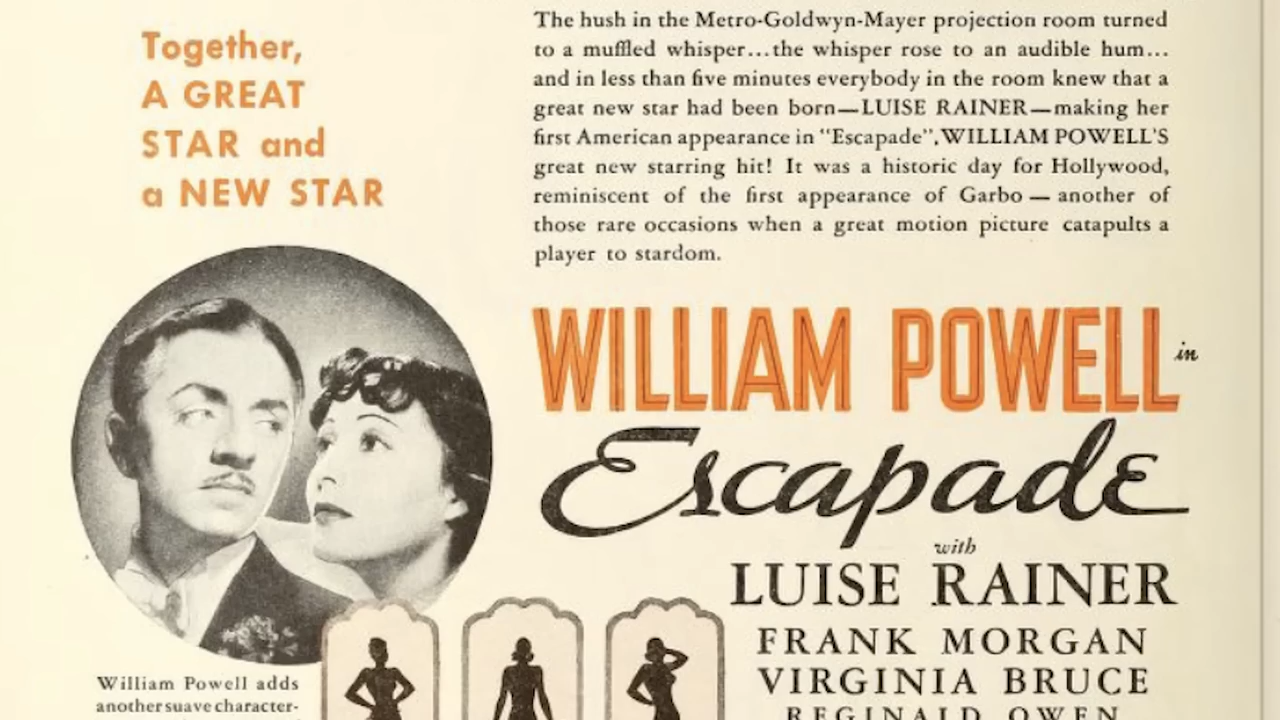 Together,
A GREAT
STAR and
a NEW STAR
The hush in the Metro-Goldwyn-Mayer projection room turned
to a muffled whisper...the whisper rose to an audible hum...
and in less than five minutes everybody in the room knew that a
great new star had been born—LUISE RAINER—making her
first American appearance in "Escapade", WILLIAM POWELL'S
great new starring hit! It was a historic day for Hollywood,
reminiscent of the first appearance of Garbo — another of
those rare occasions when a great motion picture catapults a
player to stardom.
WILLIAM POWELL in
Escapade
with
LUISE RAINER
FRANK MORGAN
VIRGINIA BRUCE
REGINALD OWEN
William Powell adds
another suave character-